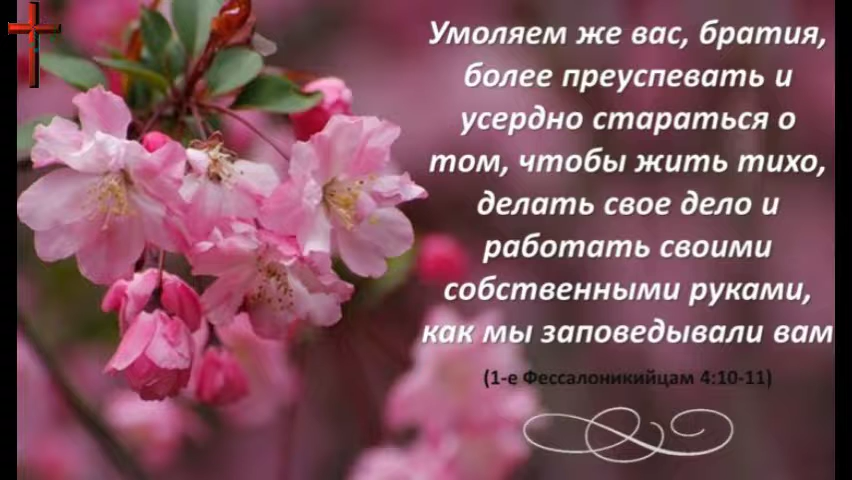 Умоляем же вас, братия,
более преуспевать и
усердно стараться о
том, чтобы жить тихо,
делать свое дело и
работать своими
собственными руками,
как мы заповедывали вам
(1-е Фессалоникийцам 4:10-11)